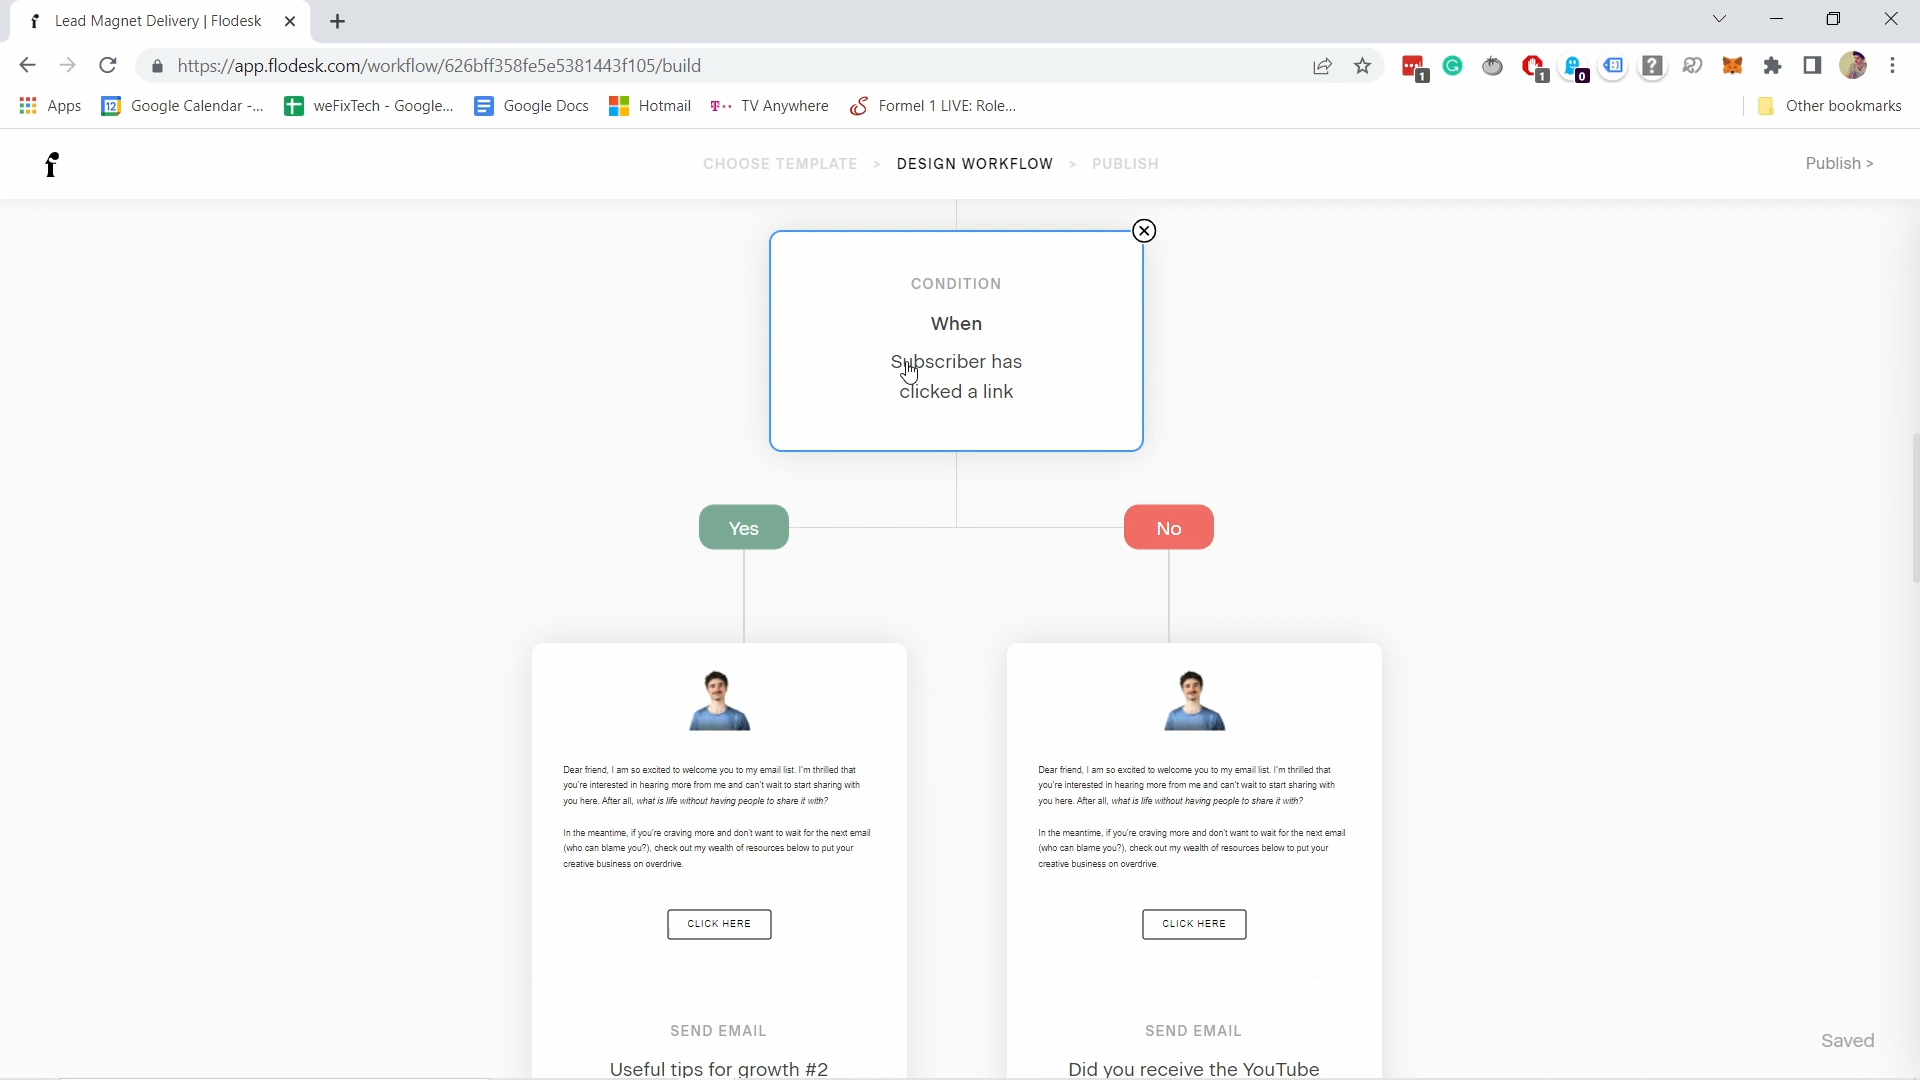 Lead Magnet Delivery | Flodesk
https://app.flodesk.com/workflow/626bff358fe5e5381443f105/build
1
1
0
Apps
12
Google Calendar -...
weFixTech - Google...
Google Docs
Hotmail
TV Anywhere
Formel 1 LIVE: Role...
Other bookmarks
CHOOSE TEMPLATE > DESIGN WORKFLOW > PUBLISH
Publish >
CONDITION
When
Subscriber has
clicked a link
Yes
No
Dear friend, I am so excited to welcome you to my email list. I'm thrilled that
you're interested in hearing more from me and can't wait to start sharing with
you here. After all, what is life without having people to share it with?
In the meantime, if you're craving more and don't want to wait for the next email
(who can blame you?), check out my wealth of resources below to put your
creative business on overdrive.
CLICK HERE
SEND EMAIL
Useful tips for growth #2
Dear friend, I am so excited to welcome you to my email list. I'm thrilled that
you're interested in hearing more from me and can't wait to start sharing with
you here. After all, what is life without having people to share it with?
In the meantime, if you're craving more and don't want to wait for the next email
(who can blame you?), check out my wealth of resources below to put your
creative business on overdrive.
CLICK HERE
SEND EMAIL
Did you receive the YouTube
Saved